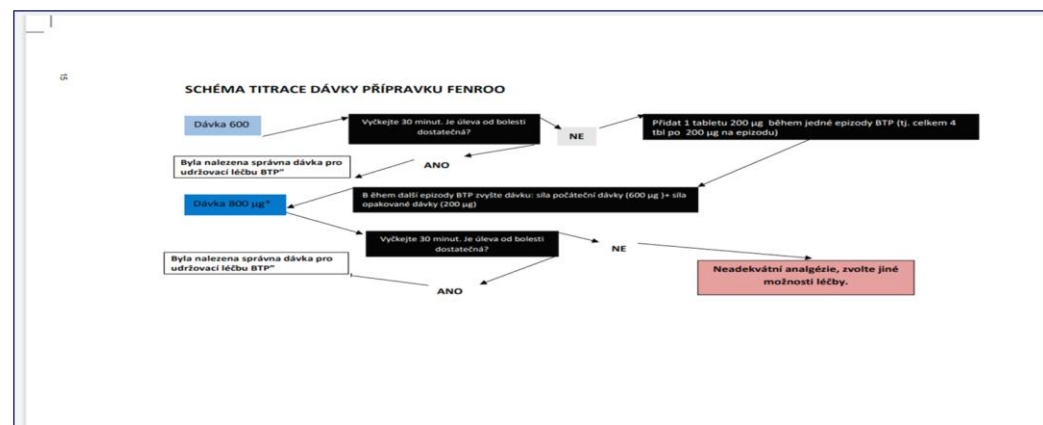 15
SCHÉMA TITRACE DÁVKY PŘÍPRAVKU FENROO
Dávka 600
Vyčkejte 30 minut. Je úleva od bolesti
dostatečná?
NE
Přidat 1 tabletu 200 µg během jedné epizody BTP (tj. celkem 4
tbl po 200 µg na epizodu)
ANO
Byla nalezena správna dávka pro
udržovací léčbu BTP"
B ěhem další epizody BTP zvyšte dávku: síla počáteční dávky (600 µg )+ síla
opakované dávky (200 µg)
Dávka 800 µg*
Vyčkejte 30 minut. Je úleva od bolesti
dostatečná?
NE
Byla nalezena správna dávka pro
udržovací léčbu BTP"
Neadekvátní analgézie, zvolte jiné
možnosti léčby.
ANO